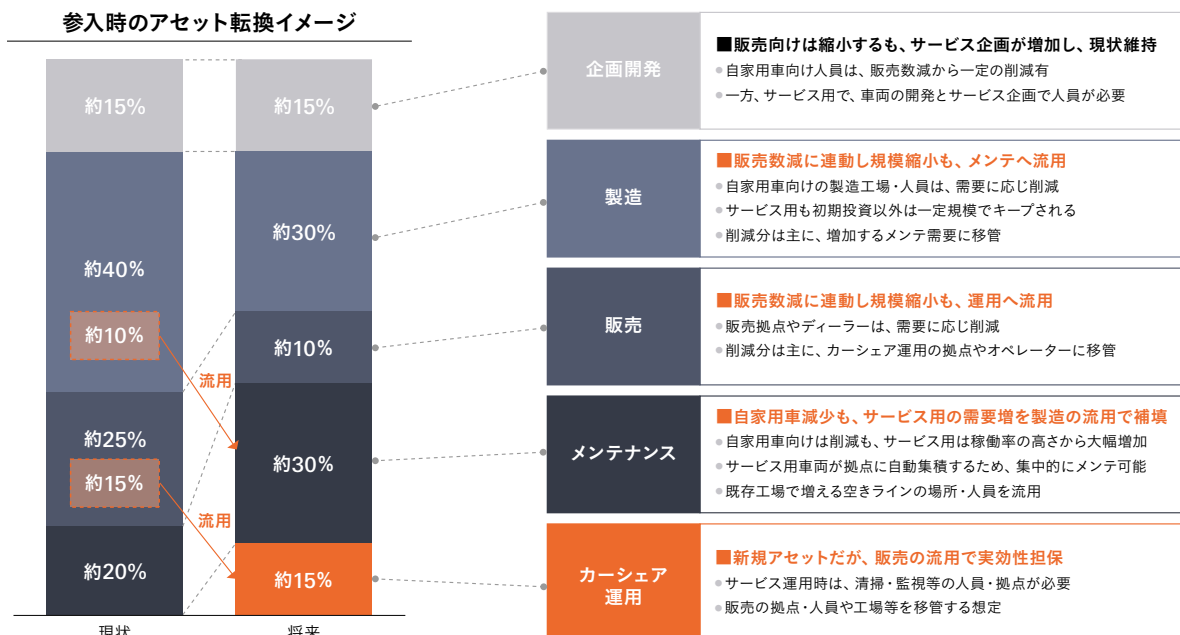 参入時のアセット転換イメージ
約15%
約40%
約10%
約25%
約15%
約20%
現状
流用
流用
約15%
約30%
約10%
約30%
約15%
将来
企画開発
■販売向けは縮小するも、サービス企画が増加し、現状維持
●自家用車向け人員は、販売数減から一定の削減有
●一方、サービス用で、車両の開発とサービス企画で人員が必要
製造
■販売数減に連動し規模縮小も、メンテへ流用
●自家用車向けの製造工場・人員は、需要に応じ削減
●サービス用も初期投資以外は一定規模でキープされる
●削減分は主に、増加するメンテ需要に移管
販売
■販売数減に連動し規模縮小も、運用へ流用
●販売拠点やディーラーは、需要に応じ削減
●削減分は主に、カーシェア運用の拠点やオペレーターに移管
メンテナンス
■自家用車減少も、サービス用の需要増を製造の流用で補填
●自家用車向けは削減も、サービス用は稼働率の高さから大幅増加
●サービス用車両が拠点に自動集積するため、集中的にメンテ可能
●既存工場で増える空きラインの場所・人員を流用
カーシェア
運用
■新規アセットだが、販売の流用で実効性担保
●サービス運用時は、清掃・監視等の人員・拠点が必要
●販売の拠点・人員や工場等を移管する想定